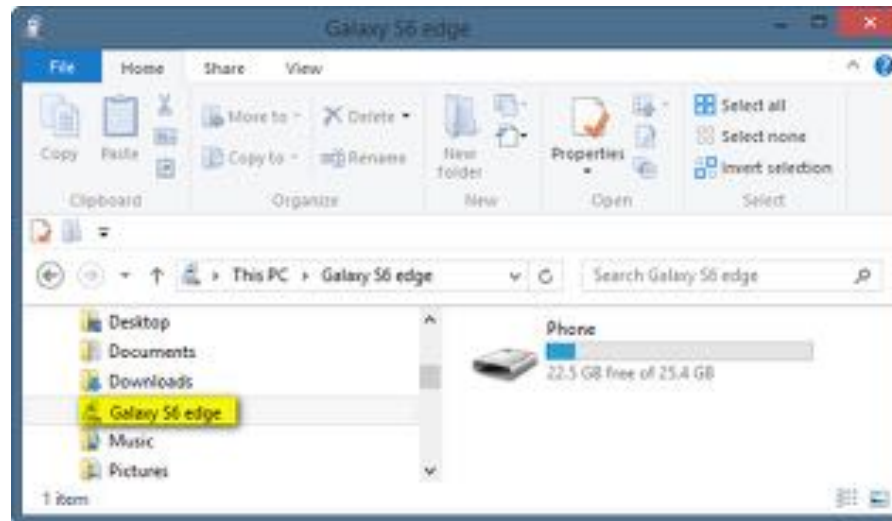 Galaxy S6 edge
File Home Share View
Copy Paste
Move to Delete
Copy to Rename
New folder
Properties
Select all
Select none
Invert selection
Clipboard Organize New Open Select
This PC Galaxy S6 edge
Search Galaxy S6 edge
Desktop
Documents
Downloads
Galaxy S6 edge
Music
Pictures
Phone
22.5 GB free of 25.4 GB
1 item